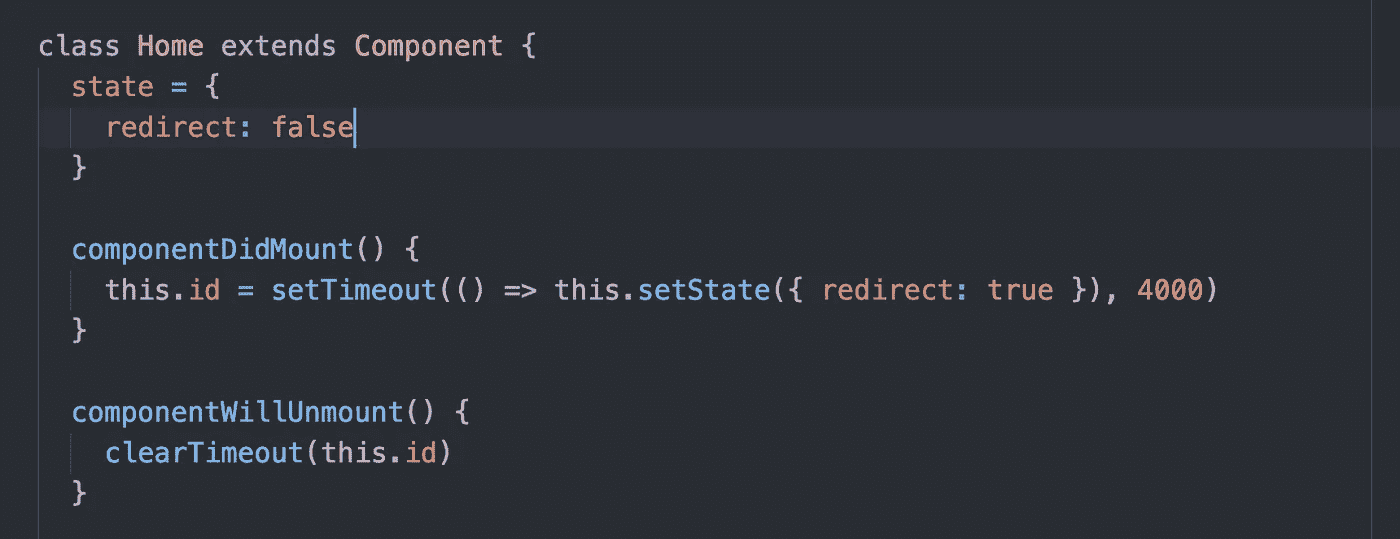 class Home extends Component {
  state = {
    redirect: false
  }

  componentDidMount() {
    this.id = setTimeout(() => this.setState({ redirect: true }), 4000)
  }

  componentWillUnmount() {
    clearTimeout(this.id)
  }